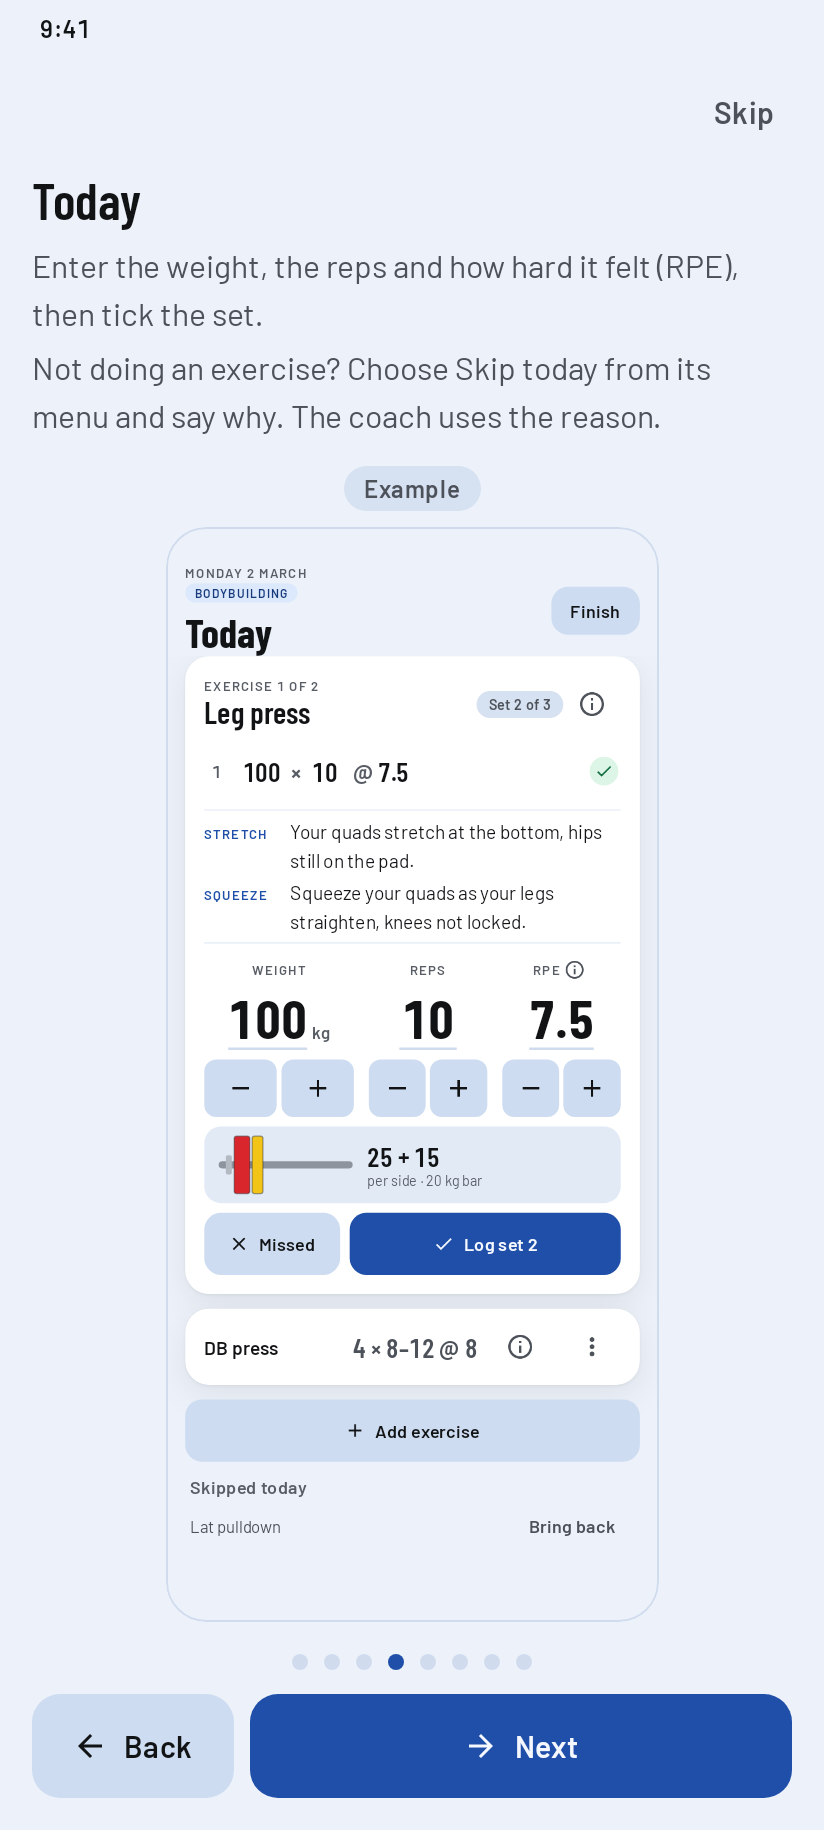 9:41
Skip
Today
Enter the weight, the reps and how hard it felt (RPE),
then tick the set.
Not doing an exercise? Choose Skip today from its
menu and say why. The coach uses the reason.
Example
MONDAY 2 MARCH
BODYBUILDING
Today
Finish
EXERCISE 1 OF 2
Leg press
Set 2 of 3
1 100 × 10 @ 7.5
STRETCH Your quads stretch at the bottom, hips
still on the pad.
SQUEEZE Squeeze your quads as your legs
straighten, knees not locked.
WEIGHT REPS RPE
100 kg 10 7.5
− + − + − +
25 + 15
per side · 20 kg bar
Missed Log set 2
DB press 4 × 8–12 @ 8
+ Add exercise
Skipped today
Lat pulldown Bring back
Back Next